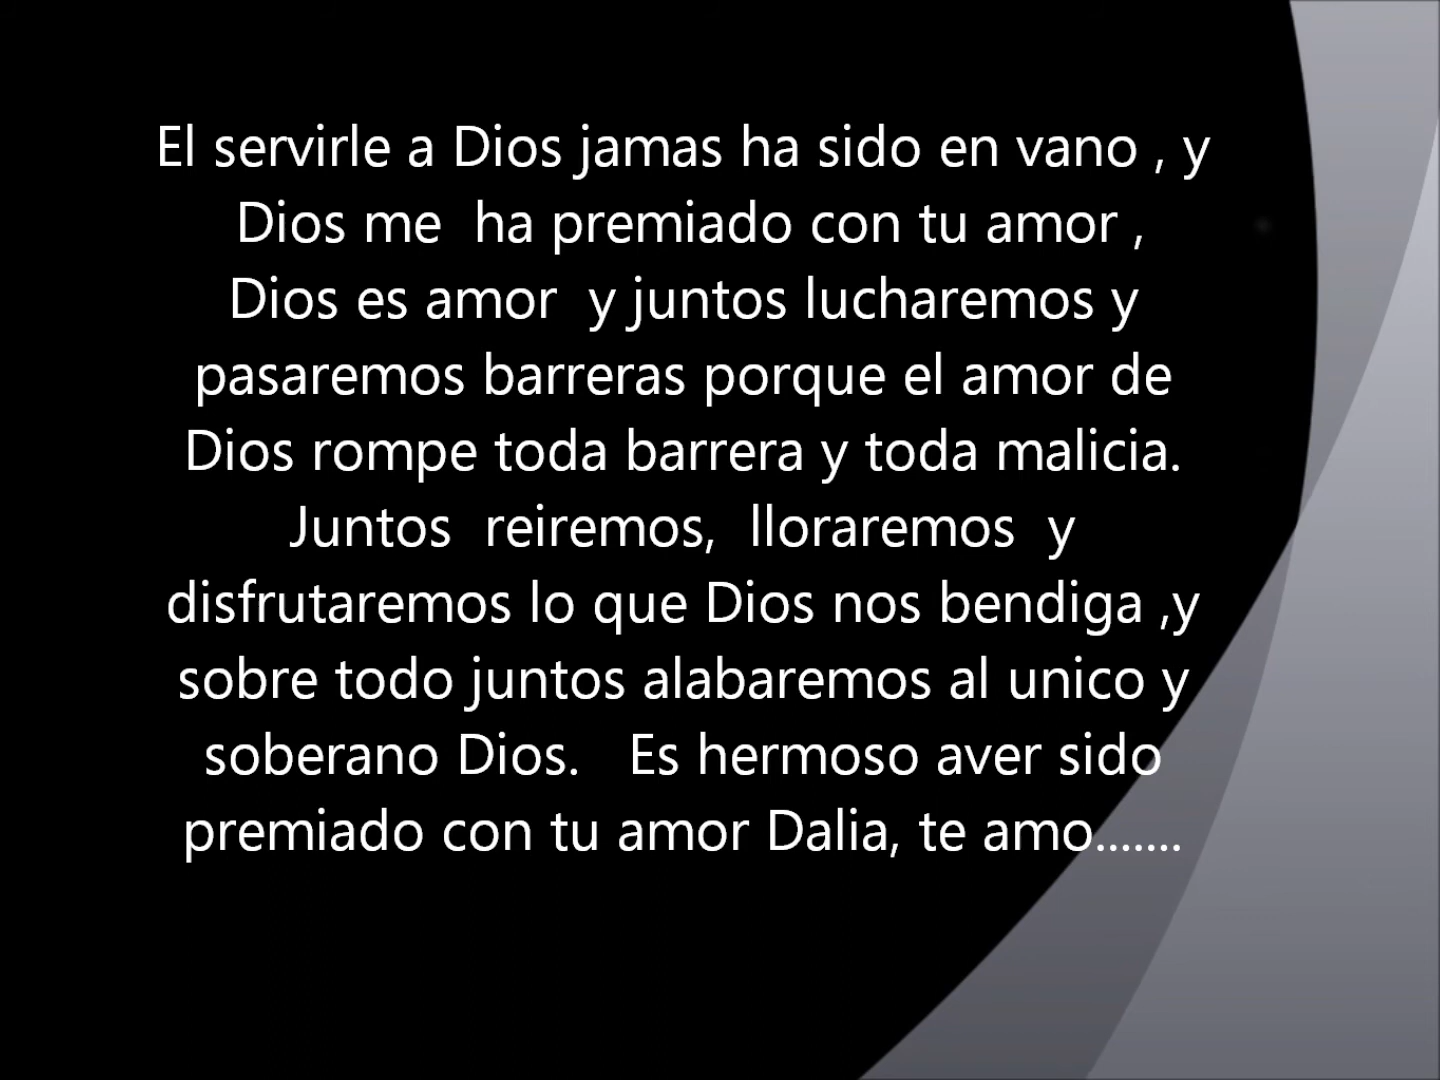 El servirle a Dios jamas ha sido en vano , y
Dios me  ha premiado con tu amor ,
Dios es amor  y juntos lucharemos y
pasaremos barreras porque el amor de
Dios rompe toda barrera y toda malicia.
Juntos  reiremos,  lloraremos  y
disfrutaremos lo que Dios nos bendiga ,y
sobre todo juntos alabaremos al unico y
soberano Dios.   Es hermoso aver sido
premiado con tu amor Dalia, te amo.......